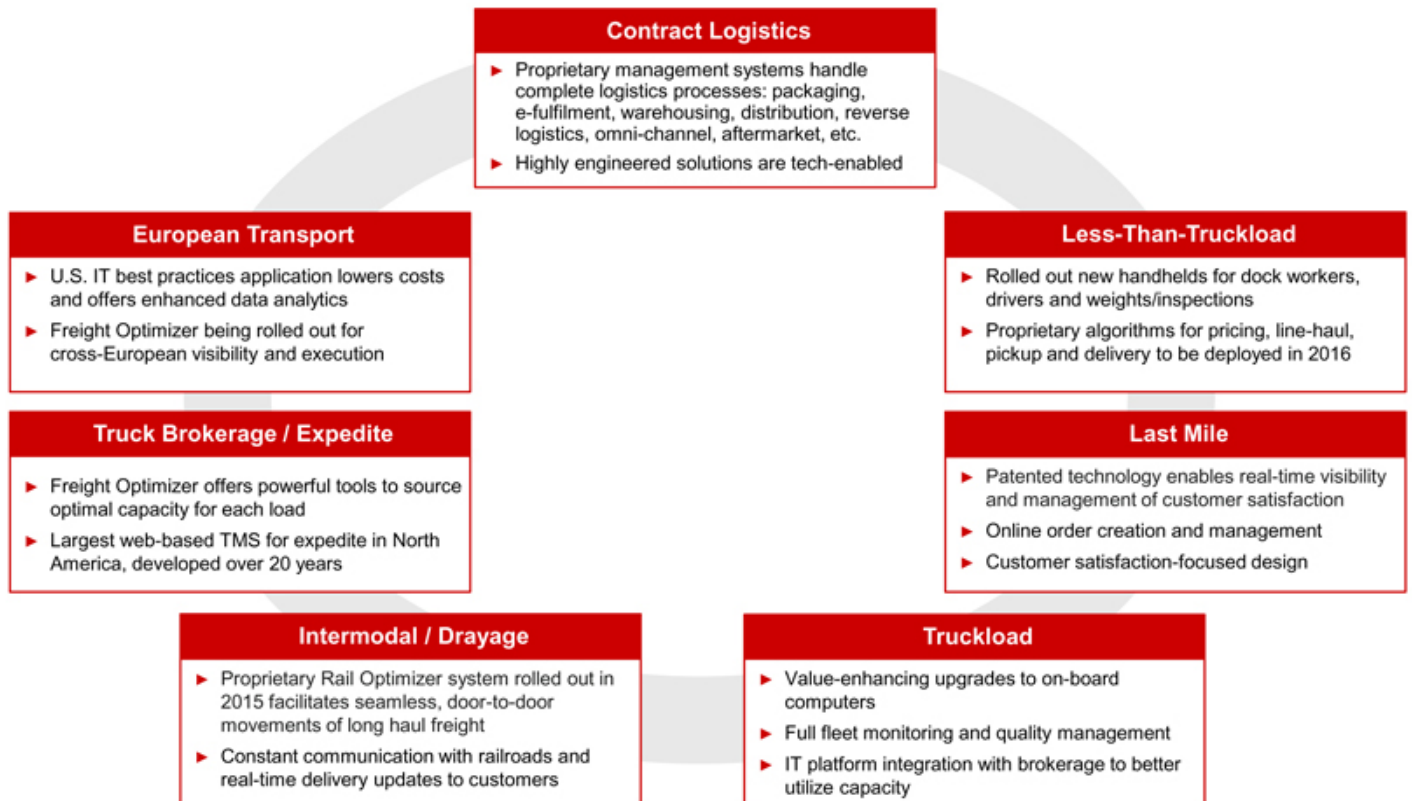 Contract Logistics
► Proprietary management systems handle
complete logistics processes: packaging,
e-fulfilment, warehousing, distribution, reverse
logistics, omni-channel, aftermarket, etc.
► Highly engineered solutions are tech-enabled
European Transport
► U.S. IT best practices application lowers costs
and offers enhanced data analytics
► Freight Optimizer being rolled out for
cross-European visibility and execution
Less-Than-Truckload
► Rolled out new handhelds for dock workers,
drivers and weights/inspections
► Proprietary algorithms for pricing, line-haul,
pickup and delivery to be deployed in 2016
Truck Brokerage / Expedite
► Freight Optimizer offers powerful tools to source
optimal capacity for each load
► Largest web-based TMS for expedite in North
America, developed over 20 years
Last Mile
► Patented technology enables real-time visibility
and management of customer satisfaction
► Online order creation and management
► Customer satisfaction-focused design
Intermodal / Drayage
► Proprietary Rail Optimizer system rolled out in
2015 facilitates seamless, door-to-door
movements of long haul freight
► Constant communication with railroads and
real-time delivery updates to customers
Truckload
► Value-enhancing upgrades to on-board
computers
► Full fleet monitoring and quality management
► IT platform integration with brokerage to better
utilize capacity